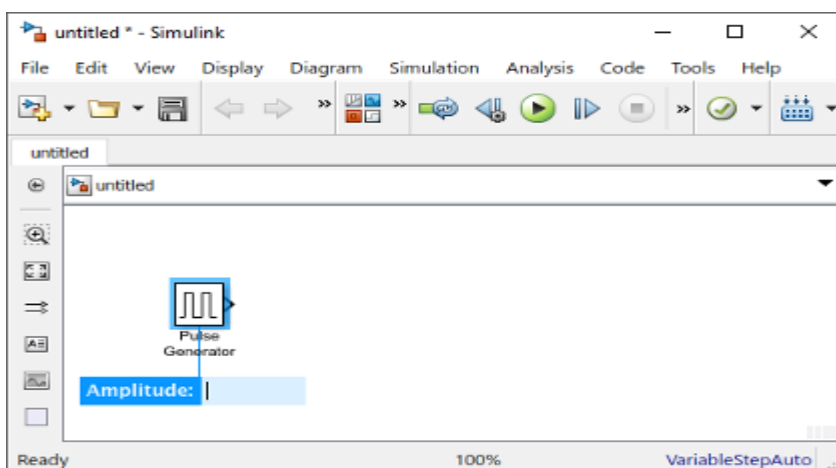 untitled * - Simulink
File Edit View Display Diagram Simulation Analysis Code Tools Help
untitled
untitled
Pulse
Generator
Amplitude:
Ready 100% VariableStepAuto